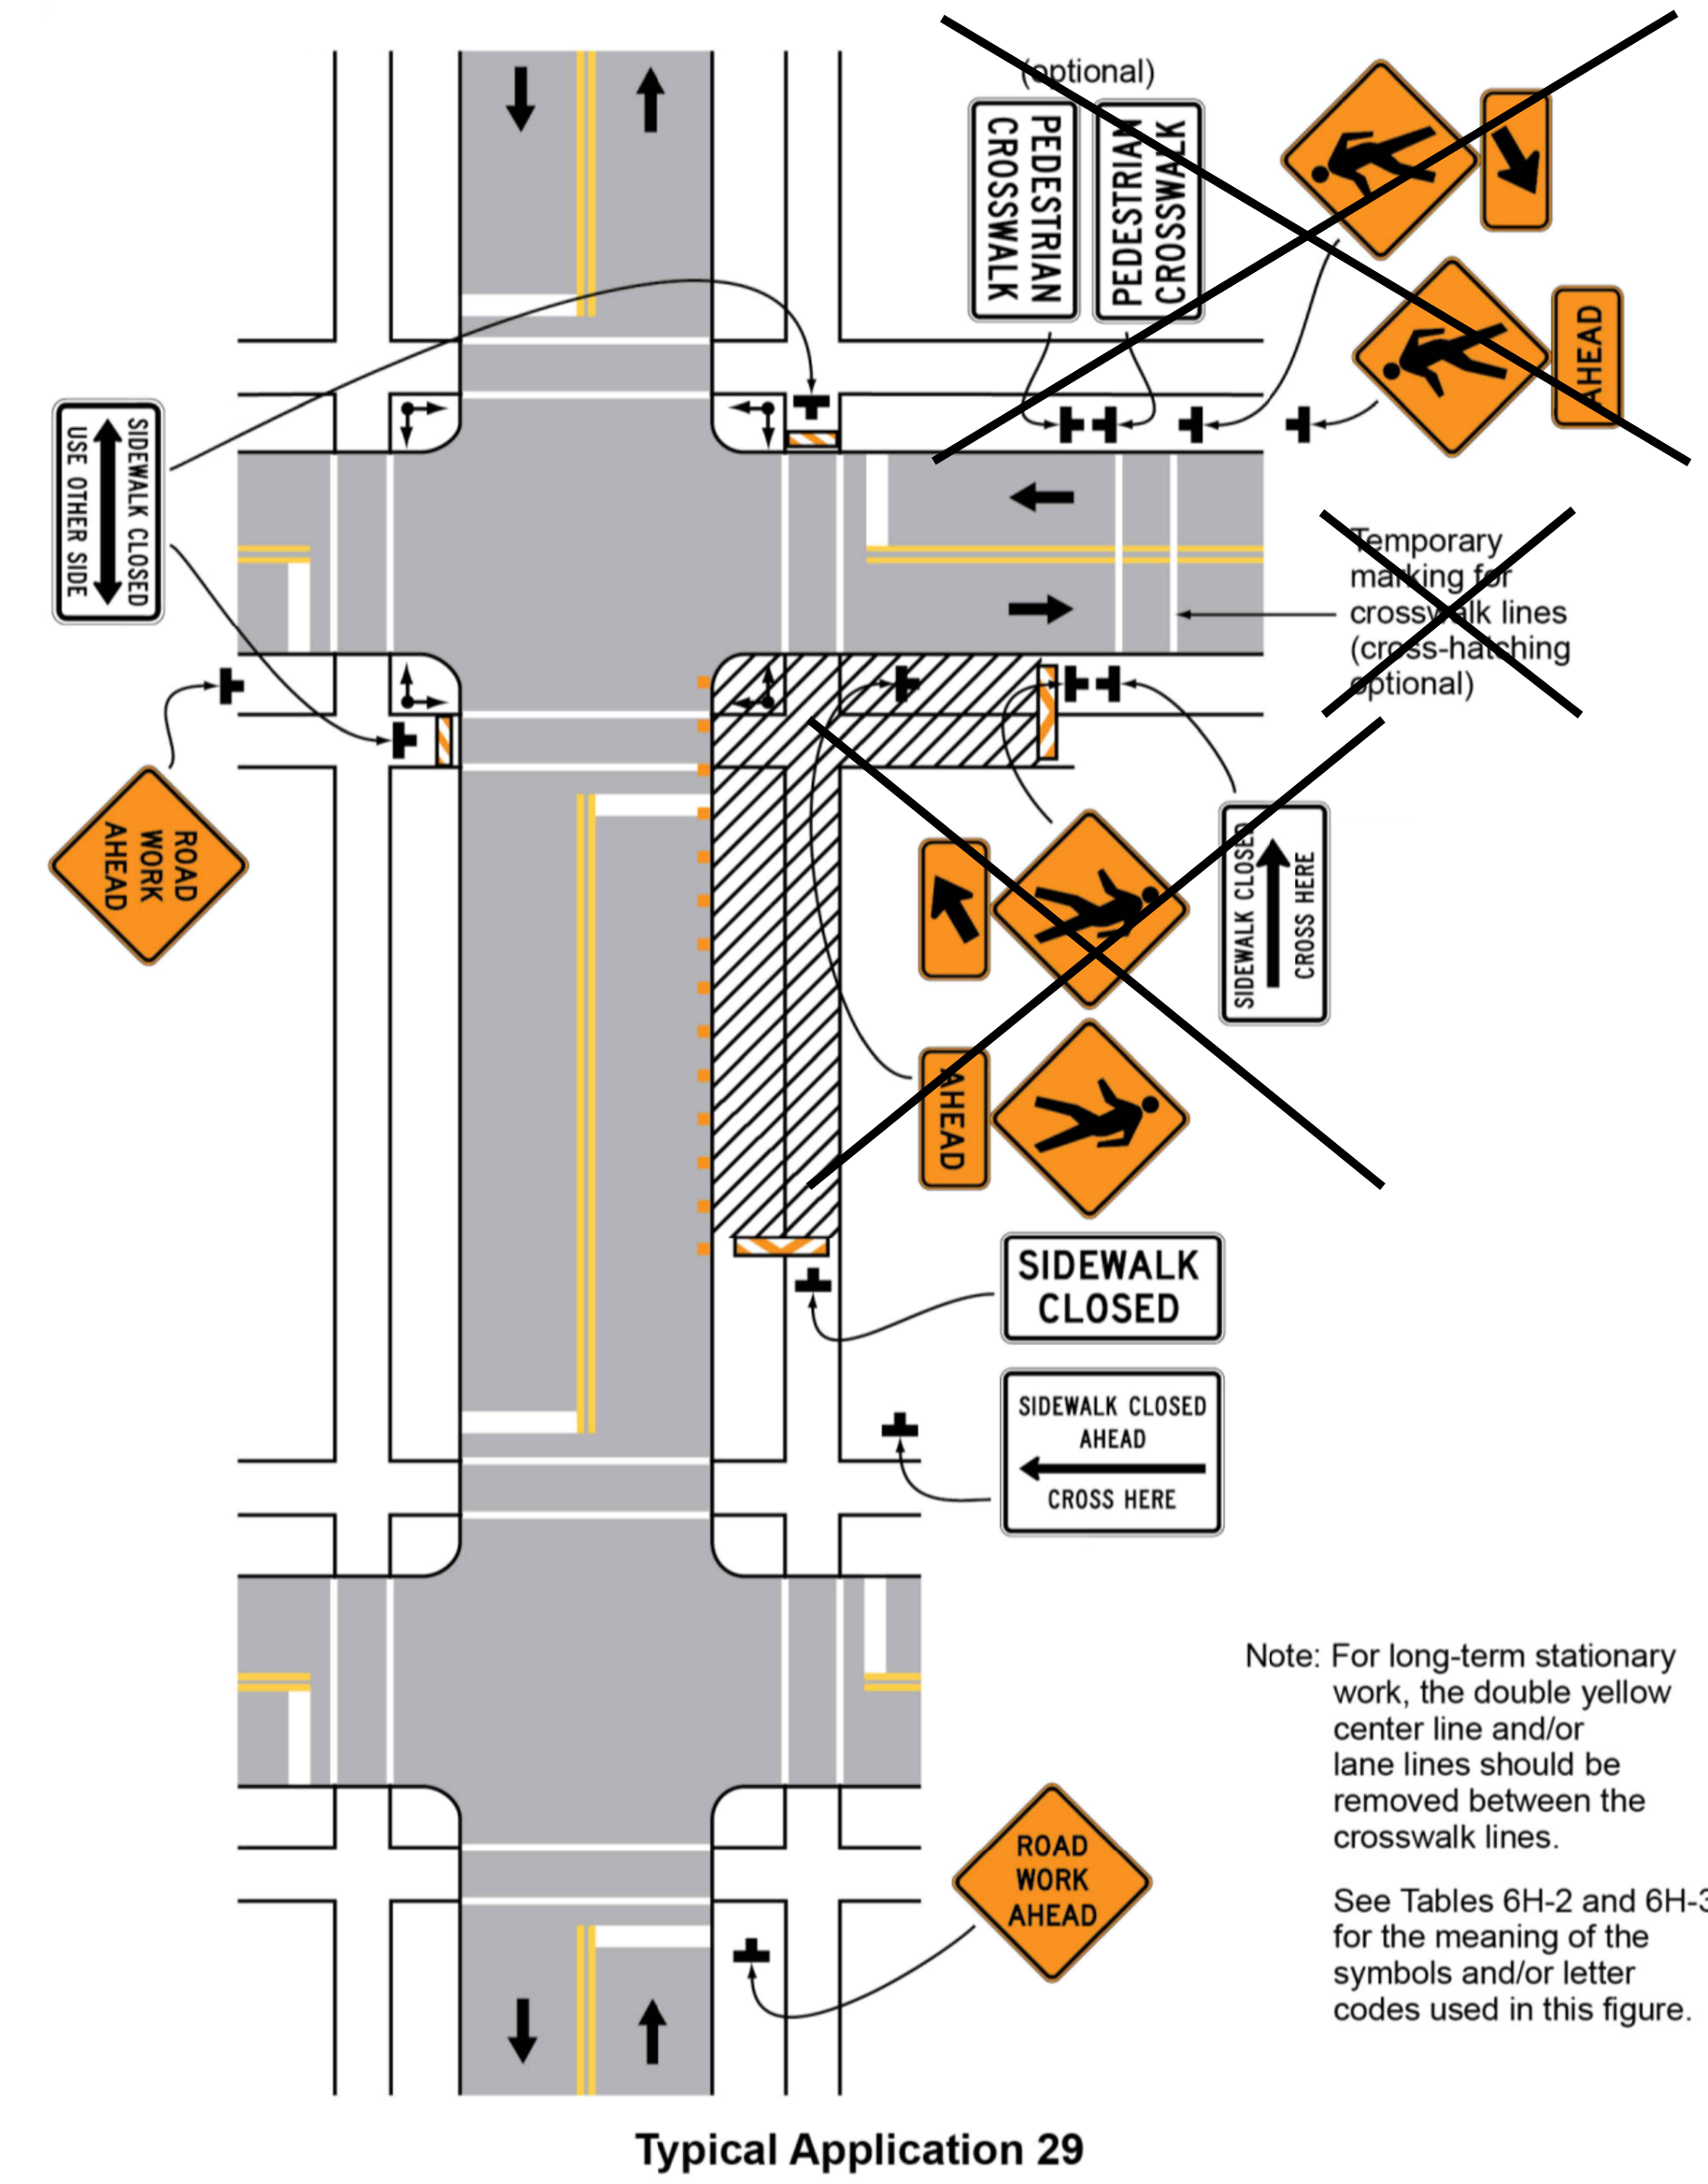 (optional)
PEDESTRIAN
CROSSWALK
PEDESTRIAN
CROSSWALK
AHEAD
SIDEWALK CLOSED
USE OTHER SIDE
Temporary
marking for
crosswalk lines
(cross-hatching
optional)
ROAD
WORK
AHEAD
SIDEWALK CLOSED
CROSS HERE
AHEAD
SIDEWALK
CLOSED
SIDEWALK CLOSED
AHEAD
CROSS HERE
Note: For long-term stationary
work, the double yellow
center line and/or
lane lines should be
removed between the
crosswalk lines.
See Tables 6H-2 and 6H-3
for the meaning of the
symbols and/or letter
codes used in this figure.
ROAD
WORK
AHEAD
Typical Application 29